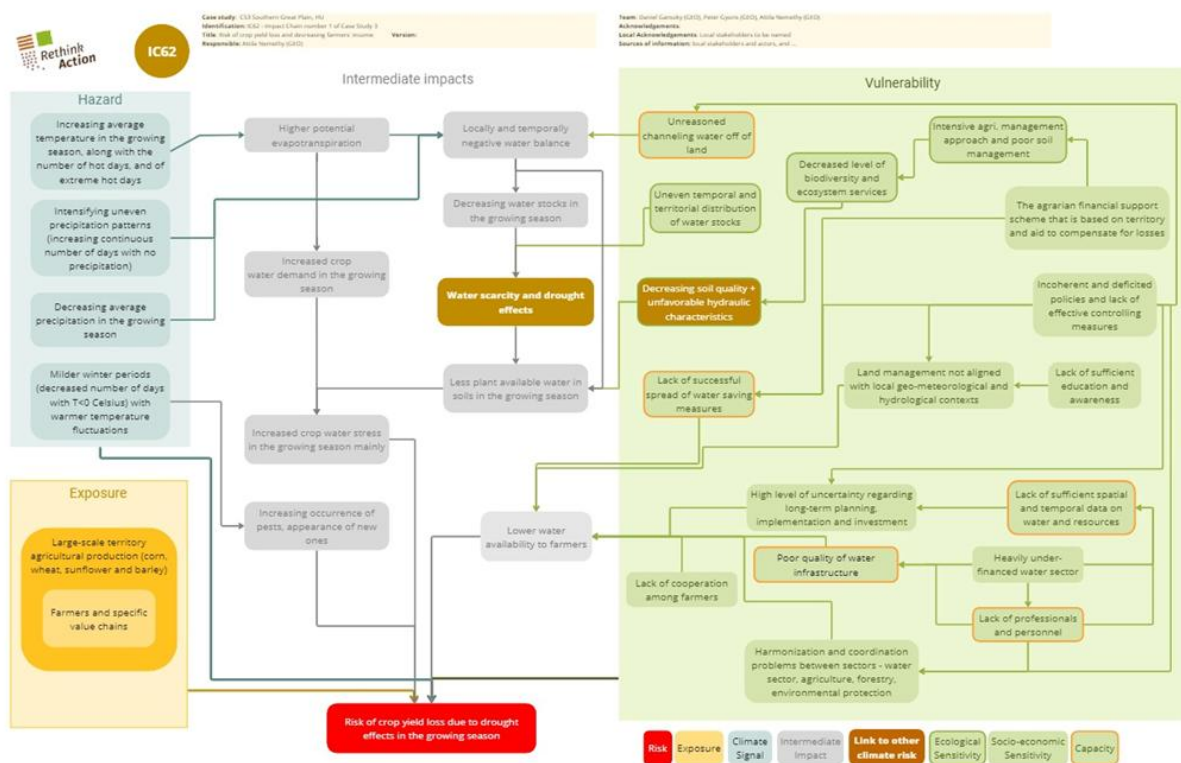 Case study: CS3 Southern Great Plain, HU
Identification: IC62 - Impact Chain number 1 of Case Study 3
Title: Risk of crop yield loss and decreasing farmers' income
Version:
Responsible: Attila Nemethy (GEO)
Team: Daniel Ganszky (GEO), Peter Gyuris (GEO), Attila Nemethy (GEO)
Acknowledgements:
Local Acknowledgements: Local stakeholders to be named
Sources of information: local stakeholders and actors, and ...
Action
IC62
Hazard
Increasing average
temperature in the growing
season, along with the
number of hot days, and of
extreme hot days
Intensifying uneven
precipitation patterns
(increasing continuous
number of days with no
precipitation)
Decreasing average
precipitation in the growing
season
Milder winter periods
(decreased number of days
with T<0 Celsius) with
warmer temperature
fluctuations
Exposure
Large-scale territory
agricultural production (corn,
wheat, sunflower and barley)
Farmers and specific
value chains
Intermediate impacts
Higher potential
evapotranspiration
Locally and temporally
negative water balance
Decreasing water stocks in
the growing season
Increased crop
water demand in the growing
season
Water scarcity and drought
effects
Less plant available water in
soils in the growing season
Increased crop water stress
in the growing season mainly
Increasing occurrence of
pests, appearance of new
ones
Lower water
availability to farmers
Risk of crop yield loss due to drought
effects in the growing season
Vulnerability
Unreasoned
channeling water off of
land
Intensive agri. management
approach and poor soil
management
Decreased level of
biodiversity and
ecosystem services
Uneven temporal and
territorial distribution
of water stocks
The agrarian financial support
scheme that is based on territory
and aid to compensate for losses
Decreasing soil quality +
unfavorable hydraulic
characteristics
Incoherent and deficited
policies and lack of
effective controlling
measures
Lack of successful
spread of water saving
measures
Land management not aligned
with local geo-meteorological and
hydrological contexts
Lack of sufficient
education and
awareness
High level of uncertainty regarding
long-term planning,
implementation and investment
Lack of sufficient spatial
and temporal data on
water and resources
Poor quality of water
infrastructure
Heavily under-
financed water sector
Lack of cooperation
among farmers
Lack of professionals
and personnel
Harmonization and coordination
problems between sectors - water
sector, agriculture, forestry,
environmental protection
Risk
Exposure
Climate
Signal
Intermediate
Impact
Link to other
climate risk
Ecological
Sensitivity
Socio-economic
Sensitivity
Capacity